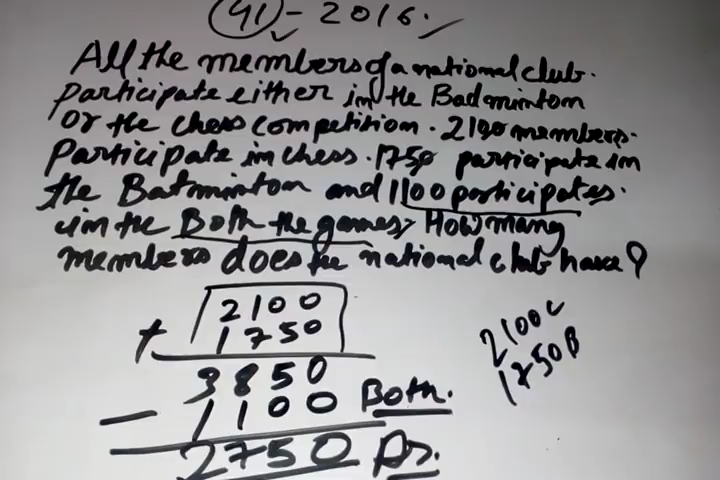 (41) - 2016.
All the members of a national club.
participate either in the Badminton
or the chess competition. 2100 members.
Participate in chess. 1750 participate in
the Batminton and 1100 participates.
in the Both the games, How many
members does the national club have?
2100
+ 1750
3850
- 1100 Both.
2750 As.
2100 C
1750 B